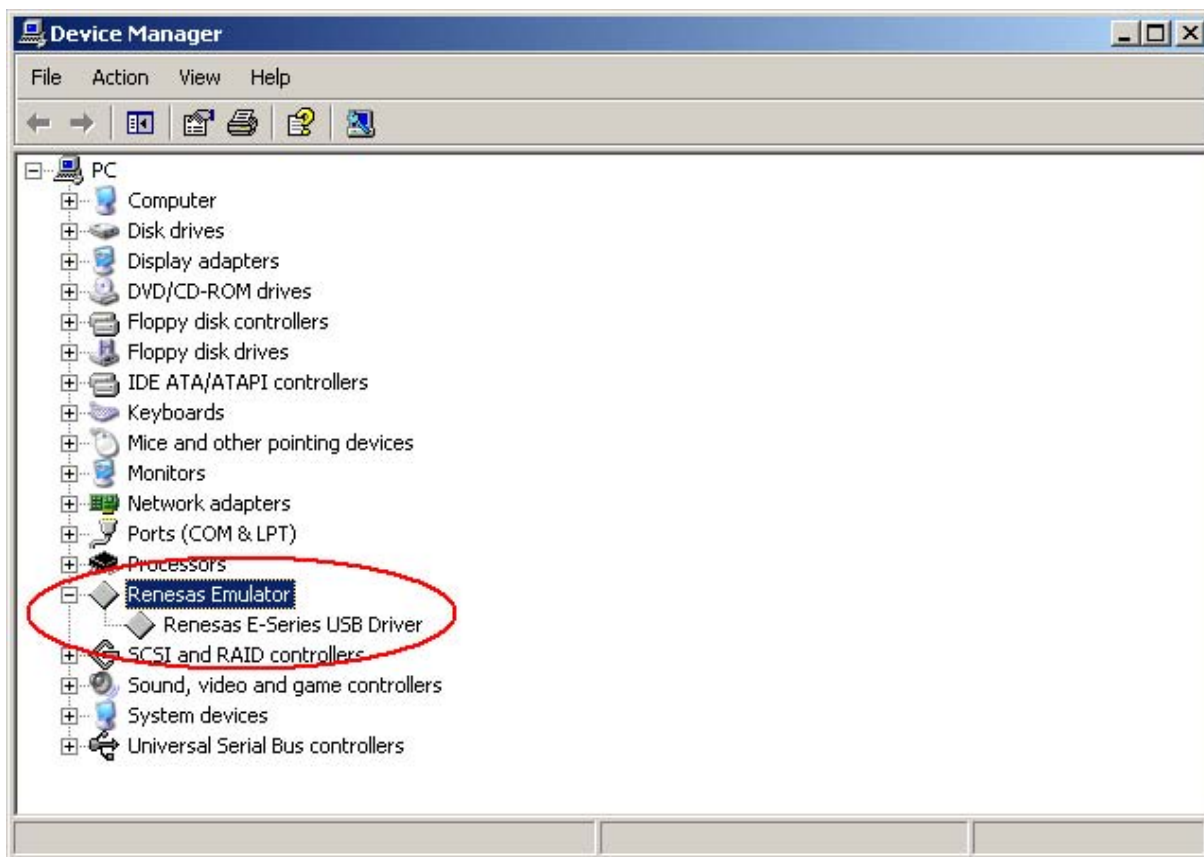 Device Manager
File Action View Help
PC
Computer
Disk drives
Display adapters
DVD/CD-ROM drives
Floppy disk controllers
Floppy disk drives
IDE ATA/ATAPI controllers
Keyboards
Mice and other pointing devices
Monitors
Network adapters
Ports (COM & LPT)
Processors
Renesas Emulator
Renesas E-Series USB Driver
SCSI and RAID controllers
Sound, video and game controllers
System devices
Universal Serial Bus controllers